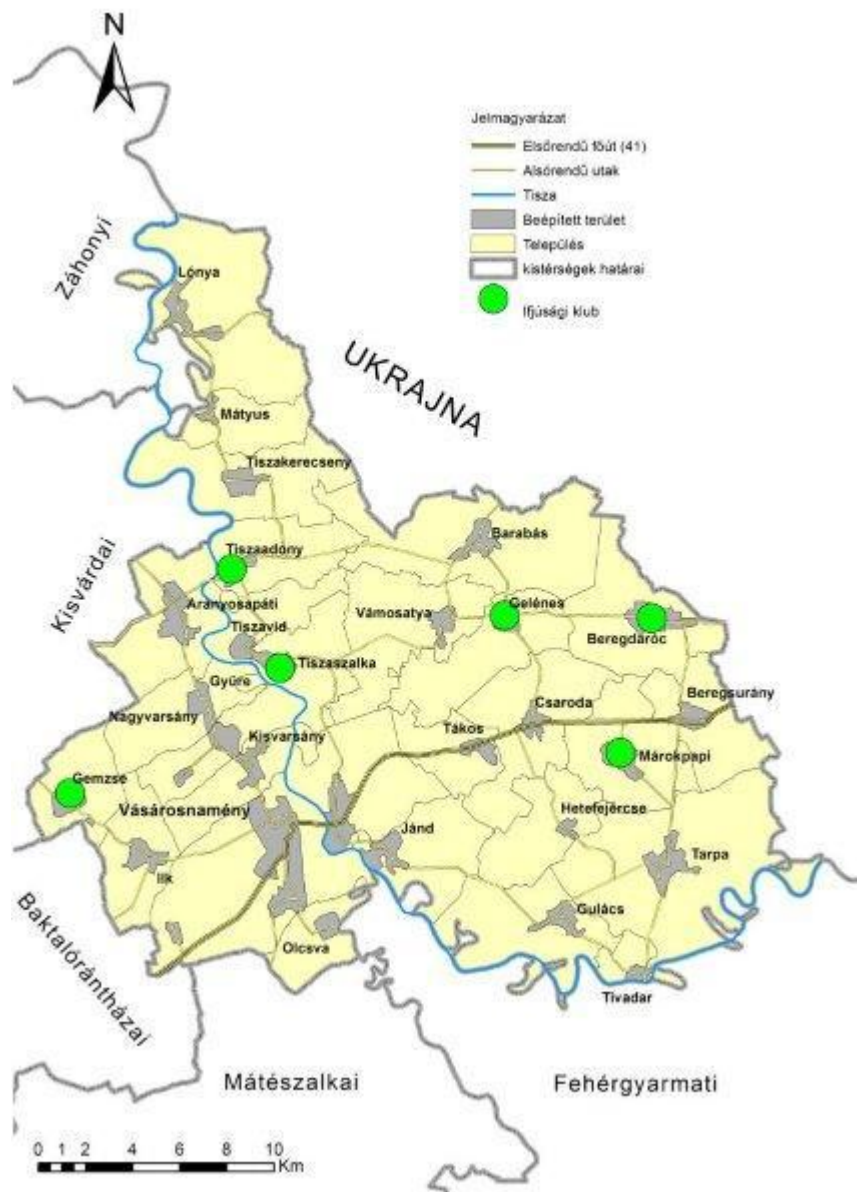 N
Jelmagyarázat
Elsőrendű főút (41)
Alsórendű utak
Tisza
Beépített terület
Település
kistérségek határai
Ifjúsági klub
Záhonyi
Lónya
UKRAJNA
Mátyus
Tiszakerecseny
Barabás
Kisvárdai
Tiszaadony
Aranyosapáti
Vámosatya
Gelénes
Beregdaróc
Tiszavid
Tiszaszalka
Gyüre
Nagyvarsány
Csaroda
Beregsurány
Tákos
Kisvarsány
Márokpapi
Gemzse
Vásárosnamény
Jánd
Hetefejércse
Tarpa
Ilk
Gulács
Olcsva
Tivadar
Baktalórántházai
Mátészalkai
Fehérgyarmati
0 1 2 4 6 8 10
Km